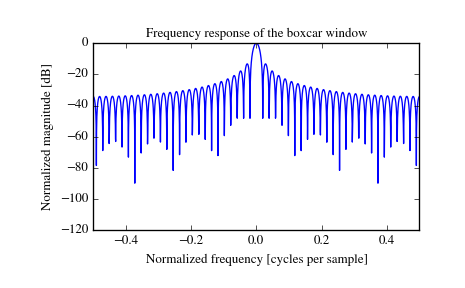 Frequency response of the boxcar window
Normalized magnitude [dB]
0
−20
−40
−60
−80
−100
−120
−0.4 −0.2 0.0 0.2 0.4
Normalized frequency [cycles per sample]